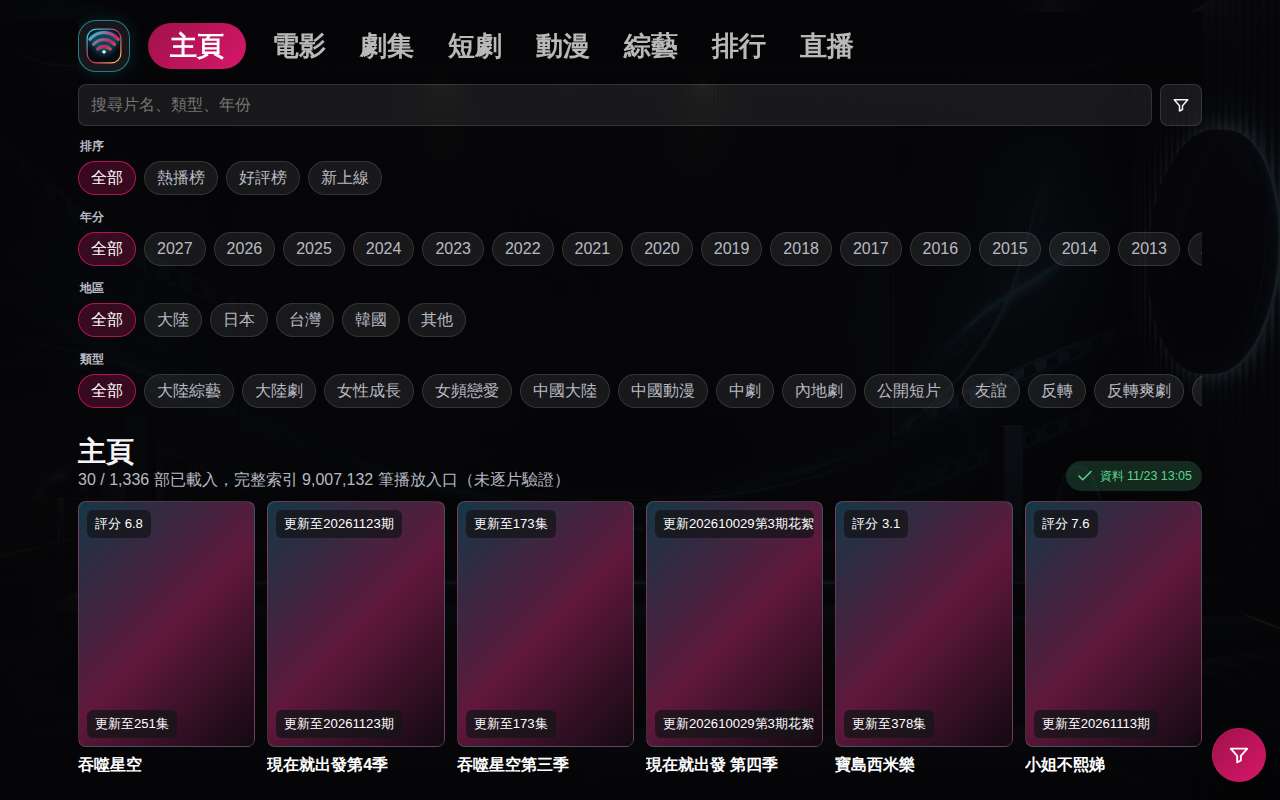 主頁 電影 劇集 短劇 動漫 綜藝 排行 直播
搜尋片名、類型、年份
排序
全部 熱播榜 好評榜 新上線
年分
全部 2027 2026 2025 2024 2023 2022 2021 2020 2019 2018 2017 2016 2015 2014 2013
地區
全部 大陸 日本 台灣 韓國 其他
類型
全部 大陸綜藝 大陸劇 女性成長 女頻戀愛 中國大陸 中國動漫 中劇 內地劇 公開短片 友誼 反轉 反轉爽劇
主頁
30 / 1,336 部已載入，完整索引 9,007,132 筆播放入口（未逐片驗證）
資料 11/23 13:05
評分 6.8 更新至20261123期 更新至173集 更新202610029第3期花絮 評分 3.1 評分 7.6
更新至251集 更新至20261123期 更新至173集 更新202610029第3期花絮 更新至378集 更新至20261113期
吞噬星空 現在就出發第4季 吞噬星空第三季 現在就出發 第四季 寶島西米樂 小姐不熙娣